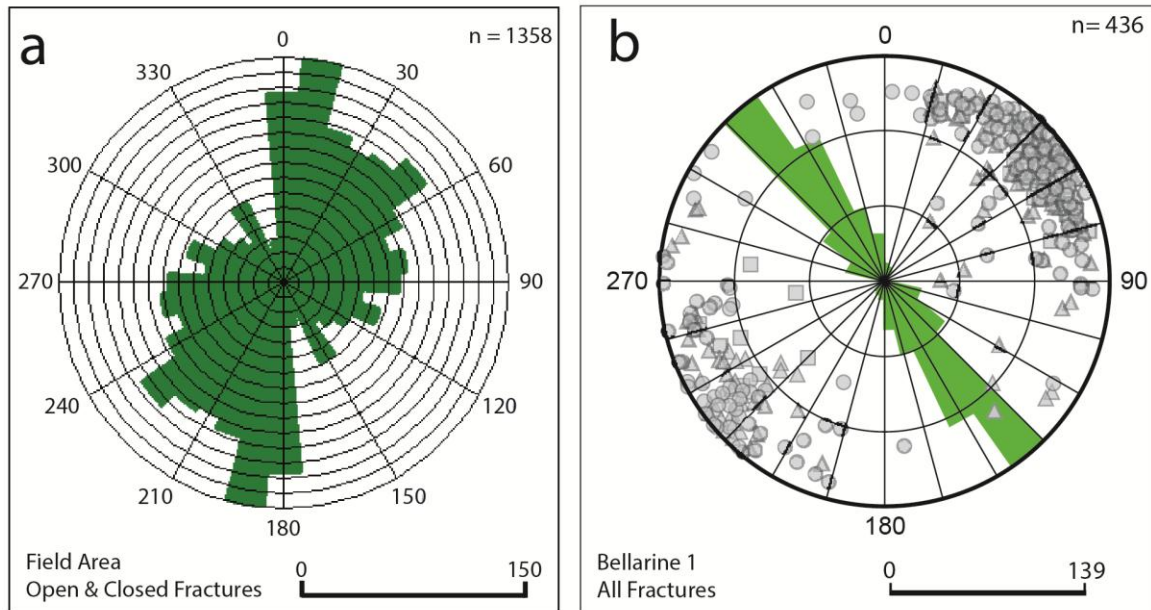 a
n = 1358
0
30
60
90
120
150
180
210
240
270
300
330
Field Area
Open & Closed Fractures
0
150
b
n= 436
0
90
180
270
Bellarine 1
All Fractures
0
139